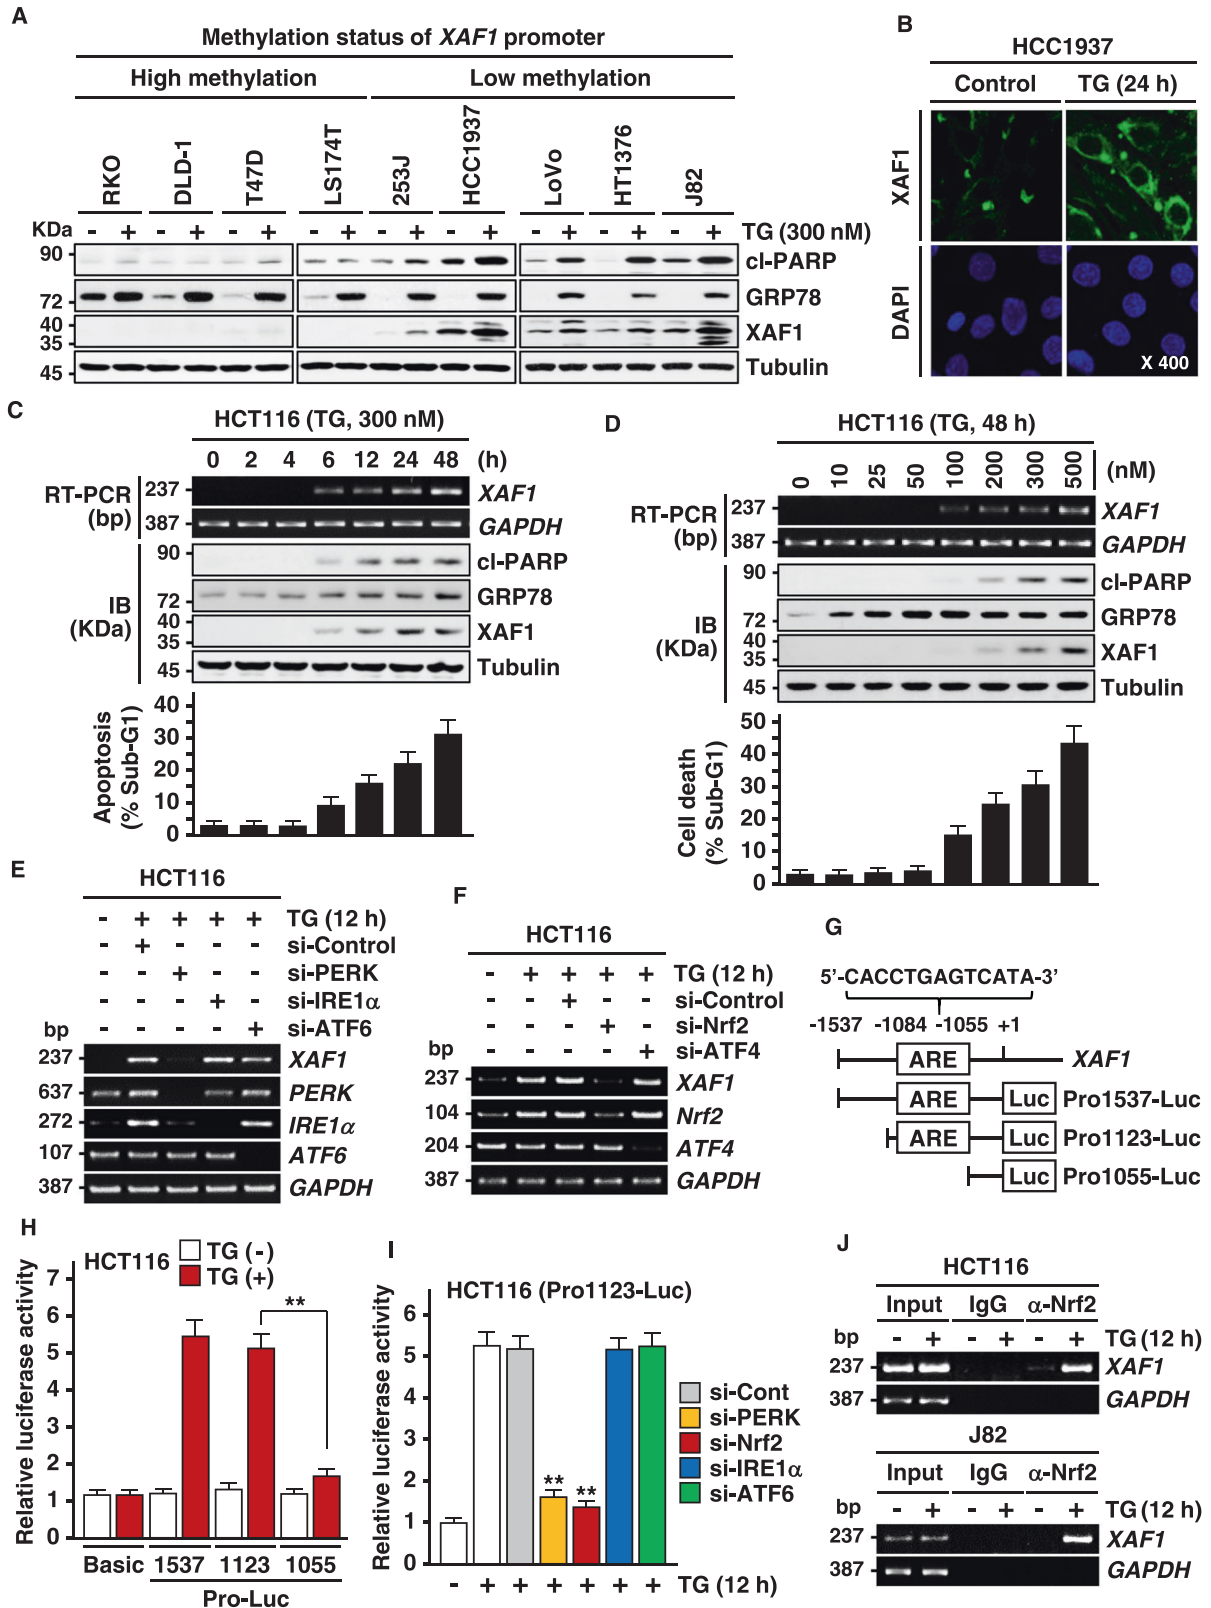 A
Methylation status of XAF1 promoter
High methylation
Low methylation
RKO
DLD-1
T47D
LS174T
253J
HCC1937
LoVo
HT1376
J82
KDa
- + - + - + - + - + - + - + - + - + TG (300 nM)
90 cl-PARP
72 GRP78
40
35 XAF1
45 Tubulin
B
HCC1937
Control TG (24 h)
XAF1
DAPI
X 400
C
HCT116 (TG, 300 nM)
0 2 4 6 12 24 48 (h)
RT-PCR
(bp)
237 XAF1
387 GAPDH
IB
(KDa)
90 cl-PARP
72 GRP78
40
35 XAF1
45 Tubulin
Apoptosis
(% Sub-G1)
40
30
20
10
0
D
HCT116 (TG, 48 h)
0 10 25 50 100 200 300 500 (nM)
RT-PCR
(bp)
237 XAF1
387 GAPDH
IB
(KDa)
90 cl-PARP
72 GRP78
40
35 XAF1
45 Tubulin
Cell death
(% Sub-G1)
50
40
30
20
10
0
E
HCT116
- + + + + TG (12 h)
- + - - - si-Control
- - + - - si-PERK
- - - + - si-IRE1α
- - - - + si-ATF6
bp
237 XAF1
637 PERK
272 IRE1α
107 ATF6
387 GAPDH
F
HCT116
- + + + + TG (12 h)
- - + - - si-Control
- - - + - si-Nrf2
- - - - + si-ATF4
bp
237 XAF1
104 Nrf2
204 ATF4
387 GAPDH
G
5'-CACCTGAGTCATA-3'
-1537 -1084 -1055 +1
ARE XAF1
ARE Luc Pro1537-Luc
ARE Luc Pro1123-Luc
Luc Pro1055-Luc
H
HCT116
TG (-)
TG (+)
Relative luciferase activity
7
6
5
4
3
2
1
0
**
Basic 1537 1123 1055
Pro-Luc
I
HCT116 (Pro1123-Luc)
Relative luciferase activity
6
5
4
3
2
1
0
** **
si-Cont
si-PERK
si-Nrf2
si-IRE1α
si-ATF6
- + + + + + + TG (12 h)
J
HCT116
Input IgG α-Nrf2
bp - + - + - + TG (12 h)
237 XAF1
387 GAPDH
J82
Input IgG α-Nrf2
bp - + - + - + TG (12 h)
237 XAF1
387 GAPDH